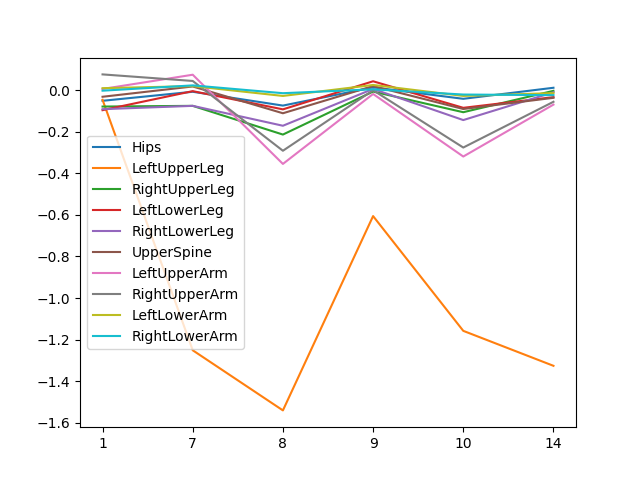 0.0
−0.2
−0.4
−0.6
−0.8
−1.0
−1.2
−1.4
−1.6
Hips
LeftUpperLeg
RightUpperLeg
LeftLowerLeg
RightLowerLeg
UpperSpine
LeftUpperArm
RightUpperArm
LeftLowerArm
RightLowerArm
1 7 8 9 10 14